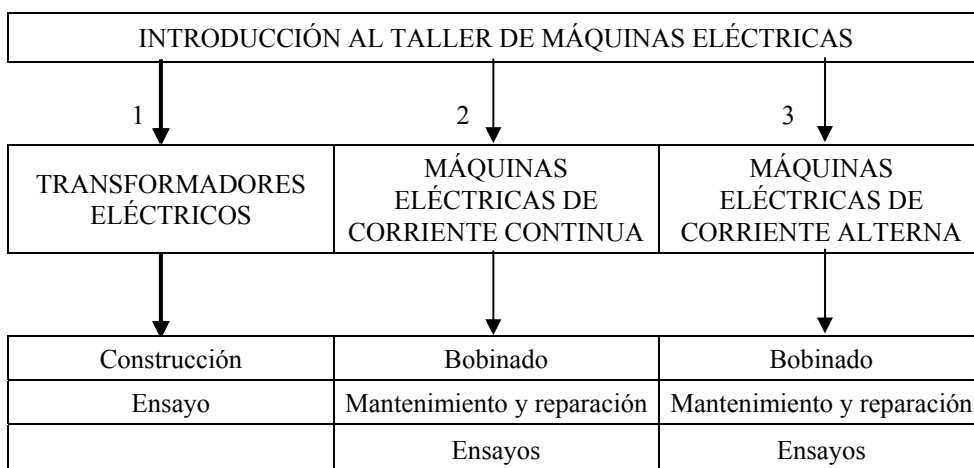 INTRODUCCIÓN AL TALLER DE MÁQUINAS ELÉCTRICAS
1
2
3
TRANSFORMADORES
ELÉCTRICOS
MÁQUINAS
ELÉCTRICAS DE
CORRIENTE CONTINUA
MÁQUINAS
ELÉCTRICAS DE
CORRIENTE ALTERNA
Construcción
Bobinado
Bobinado
Ensayo
Mantenimiento y reparación
Mantenimiento y reparación
Ensayos
Ensayos